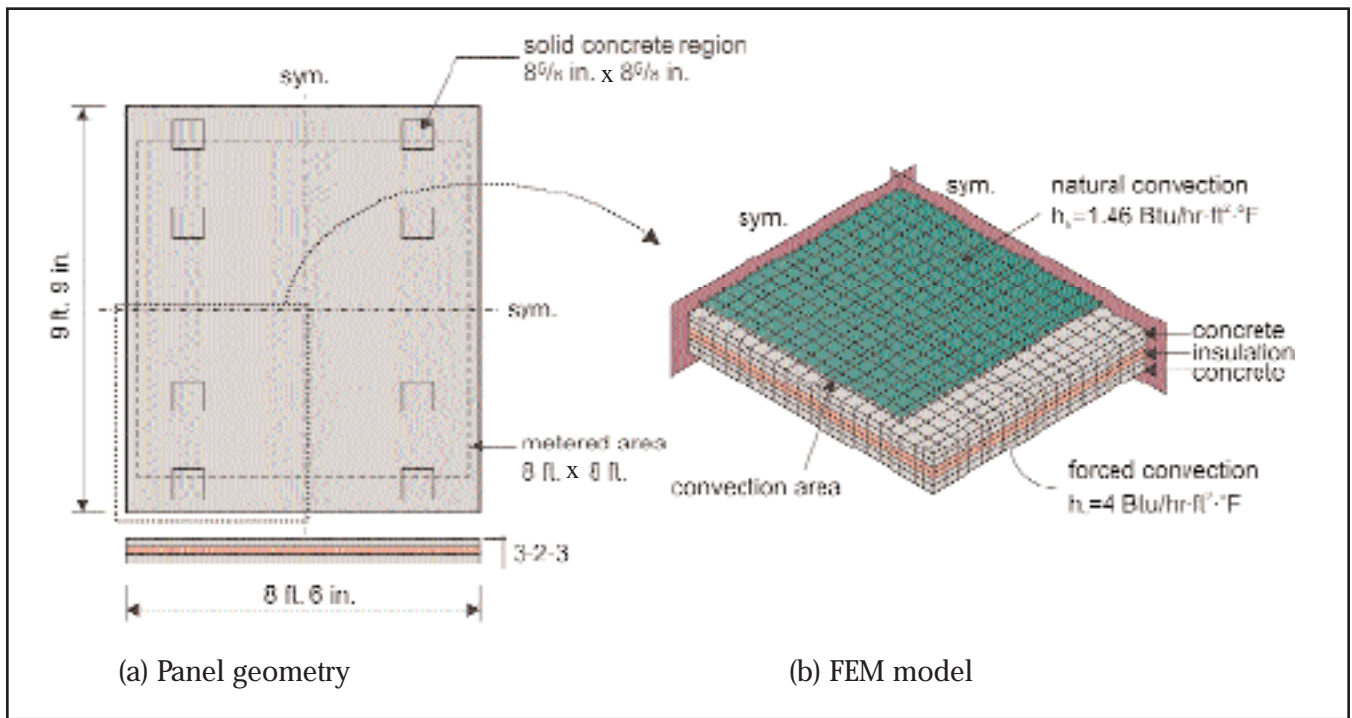 solid concrete region
8⁵/₈ in. x 8⁵/₈ in.
sym.
9 ft. 9 in.
sym.
metered area
8 ft. x 8 ft.
3-2-3
8 ft. 6 in.
(a) Panel geometry
sym.
sym.
natural convection
=1.46 Btu/hr·ft²·°F
concrete
insulation
concrete
convection area
forced convection
=4 Btu/hr·ft²·°F
(b) FEM model